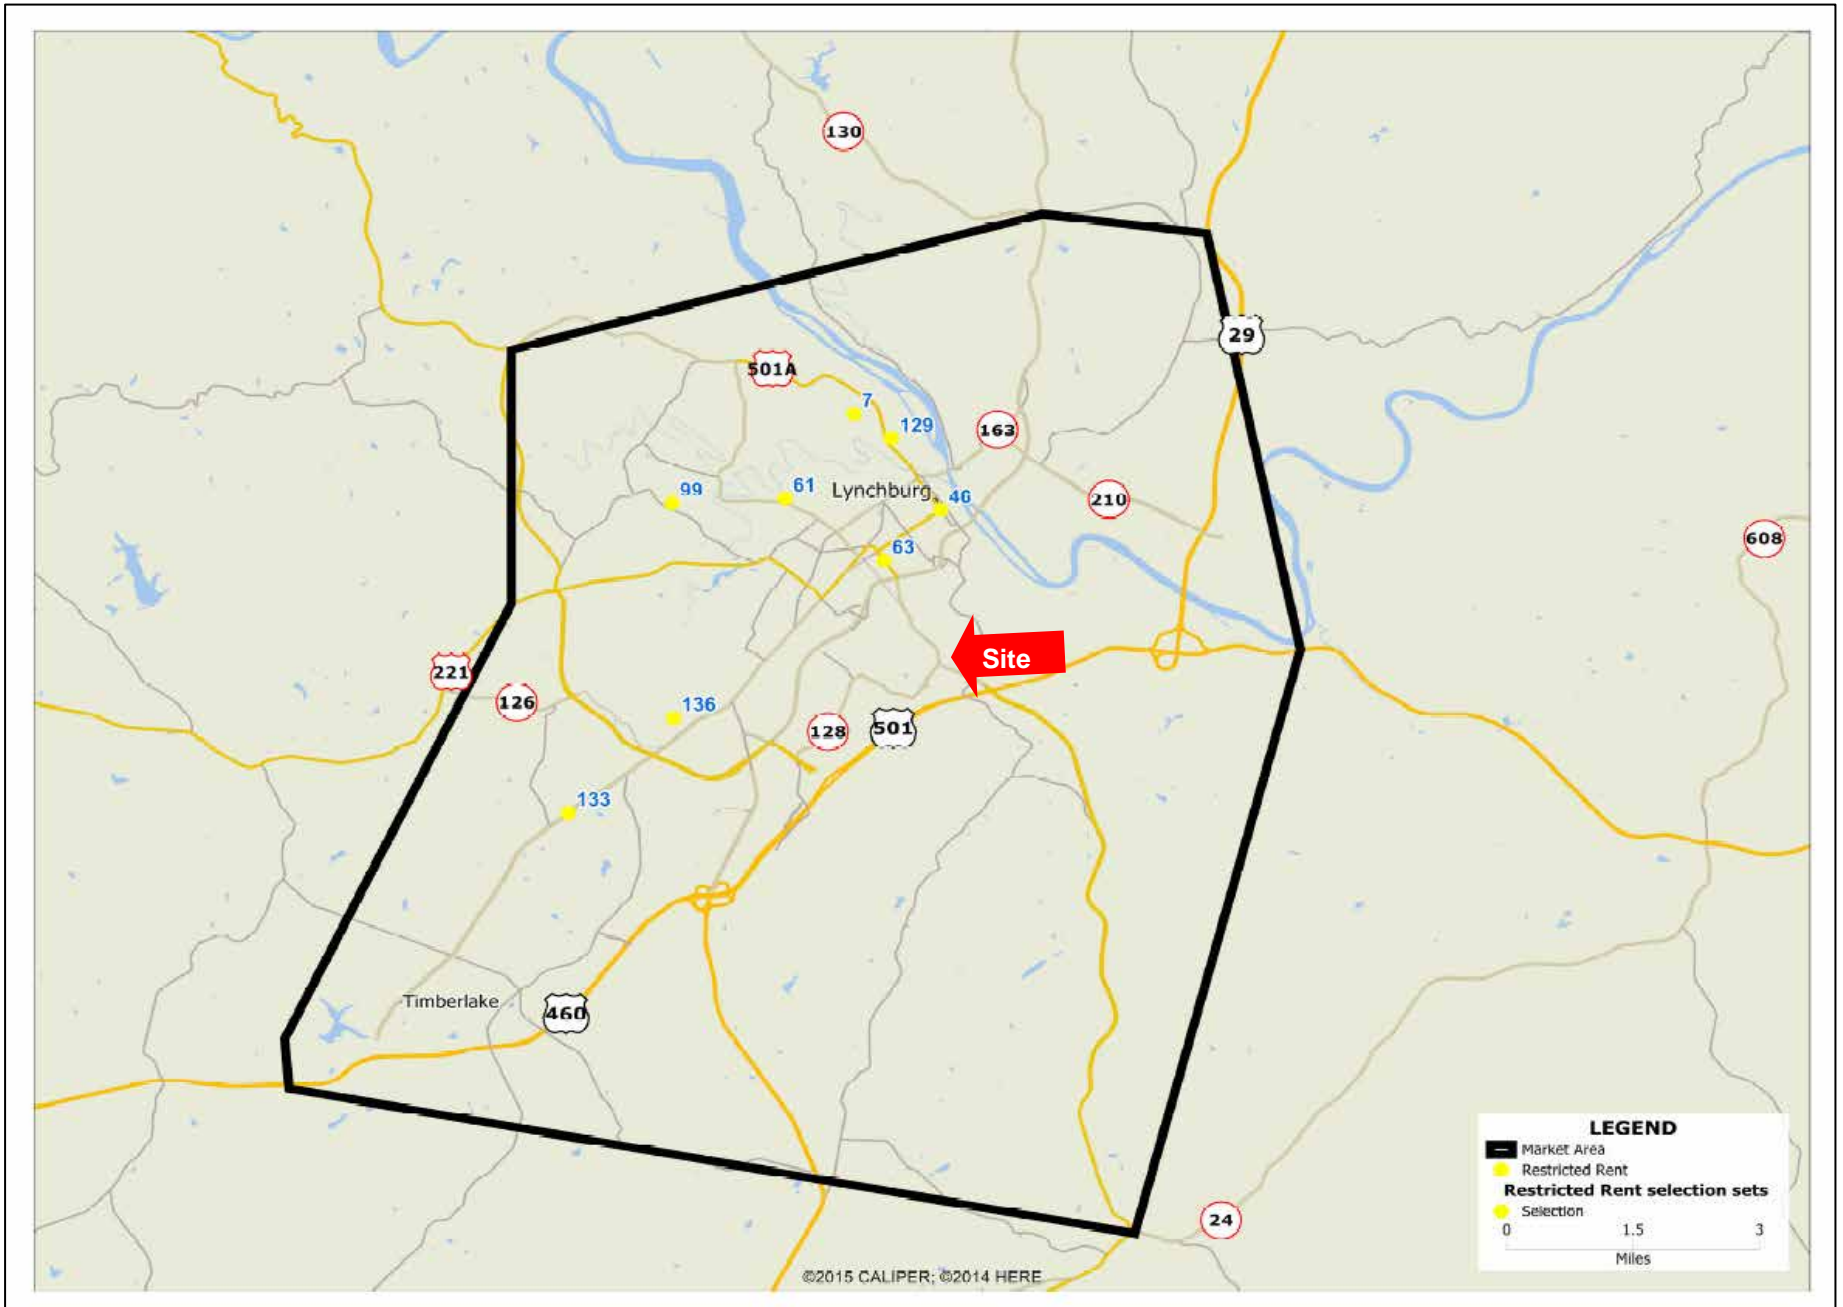 130
29
501A
7
129
163
99
61
Lynchburg
46
210
63
608
Site
221
126
136
128
501
133
Timberlake
460
LEGEND
Market Area
Restricted Rent
Restricted Rent selection sets
Selection
0 1.5 3
Miles
24
©2015 CALIPER; ©2014 HERE